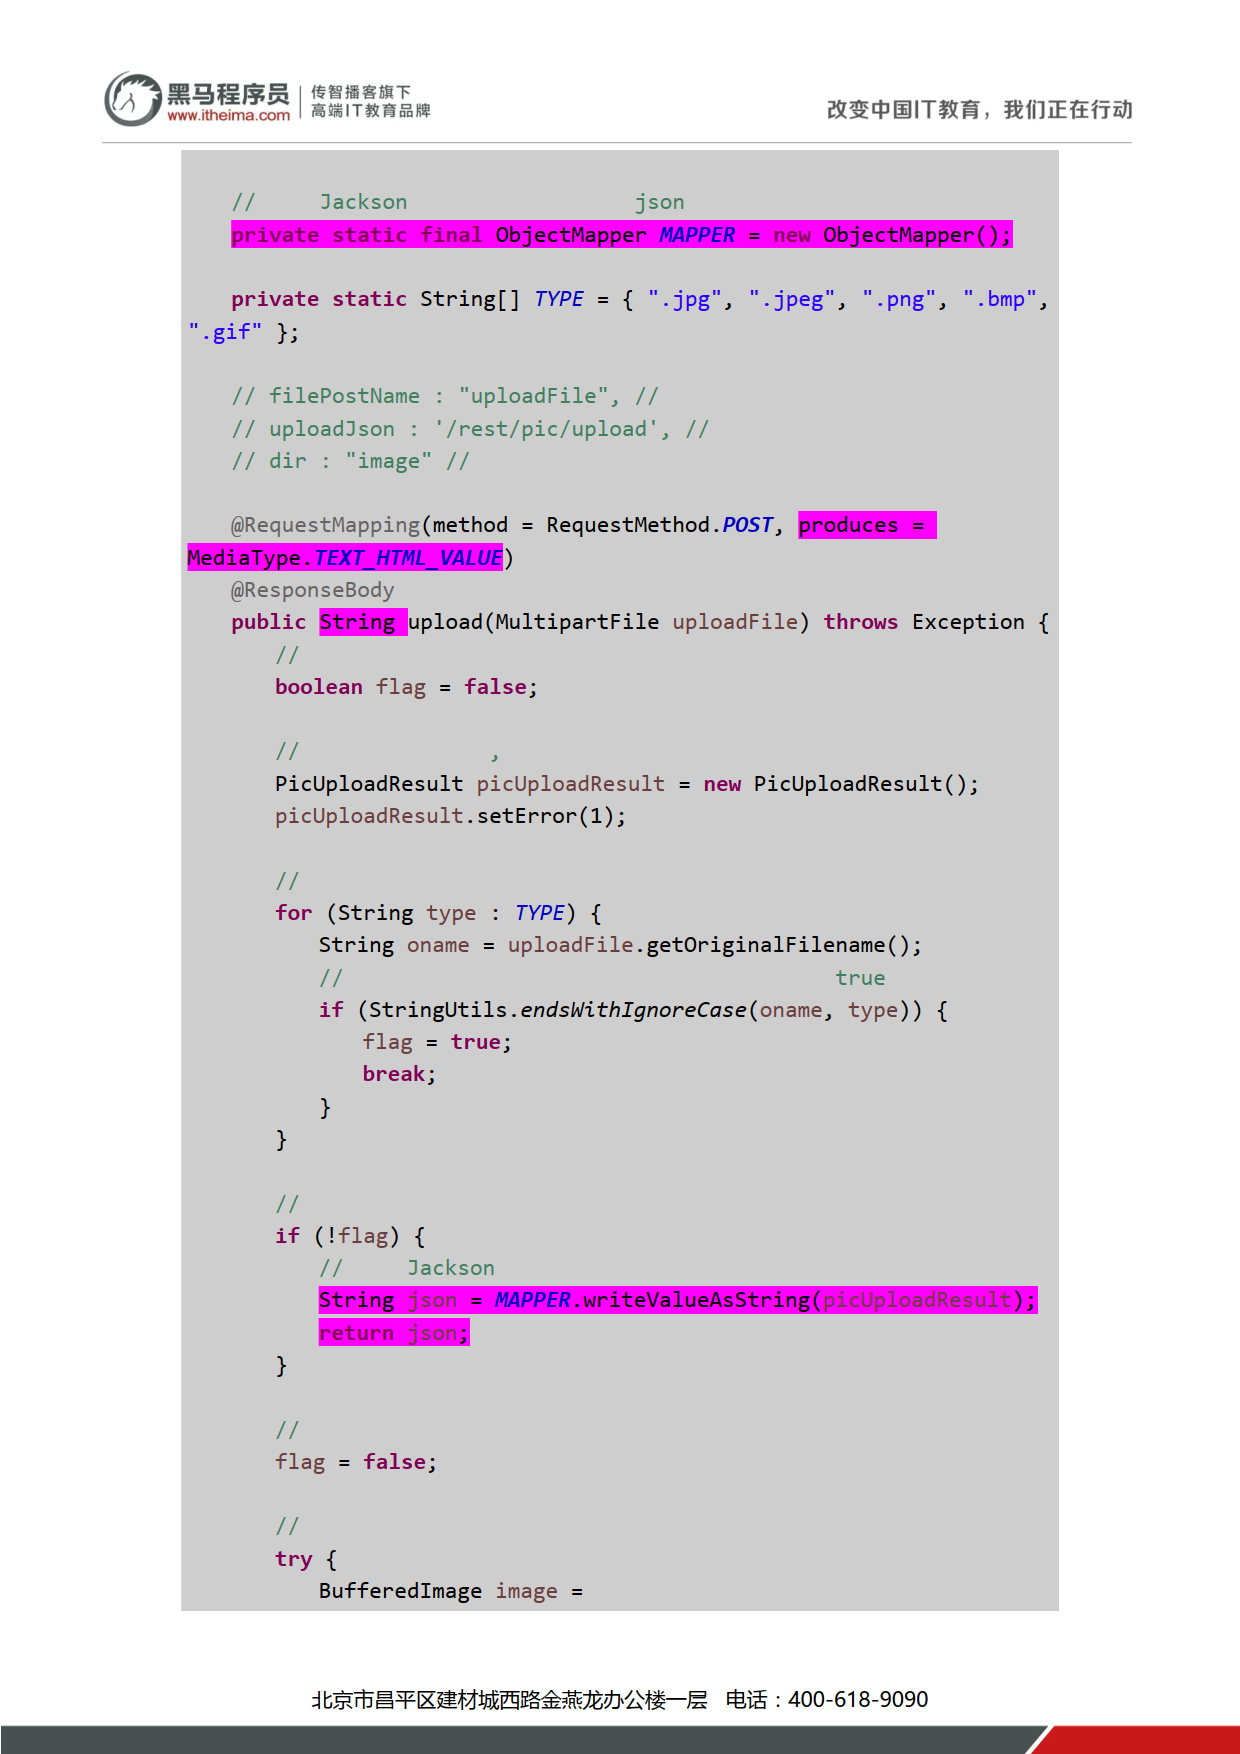 黑马程序员 传智播客旗下
www.itheima.com 高端IT教育品牌
改变中国IT教育，我们正在行动
// Jackson json
private static final ObjectMapper MAPPER = new ObjectMapper();
private static String[] TYPE = { ".jpg", ".jpeg", ".png", ".bmp",
".gif" };
// filePostName : "uploadFile", //
// uploadJson : '/rest/pic/upload', //
// dir : "image" //
@RequestMapping(method = RequestMethod.POST, produces =
MediaType.TEXT_HTML_VALUE)
@ResponseBody
public String upload(MultipartFile uploadFile) throws Exception {
//
boolean flag = false;
// ,
PicUploadResult picUploadResult = new PicUploadResult();
picUploadResult.setError(1);
//
for (String type : TYPE) {
String oname = uploadFile.getOriginalFilename();
// true
if (StringUtils.endsWithIgnoreCase(oname, type)) {
flag = true;
break;
}
}
//
if (!flag) {
// Jackson
String json = MAPPER.writeValueAsString(picUploadResult);
return json;
}
//
flag = false;
//
try {
BufferedImage image =
北京市昌平区建材城西路金燕龙办公楼一层 电话：400-618-9090